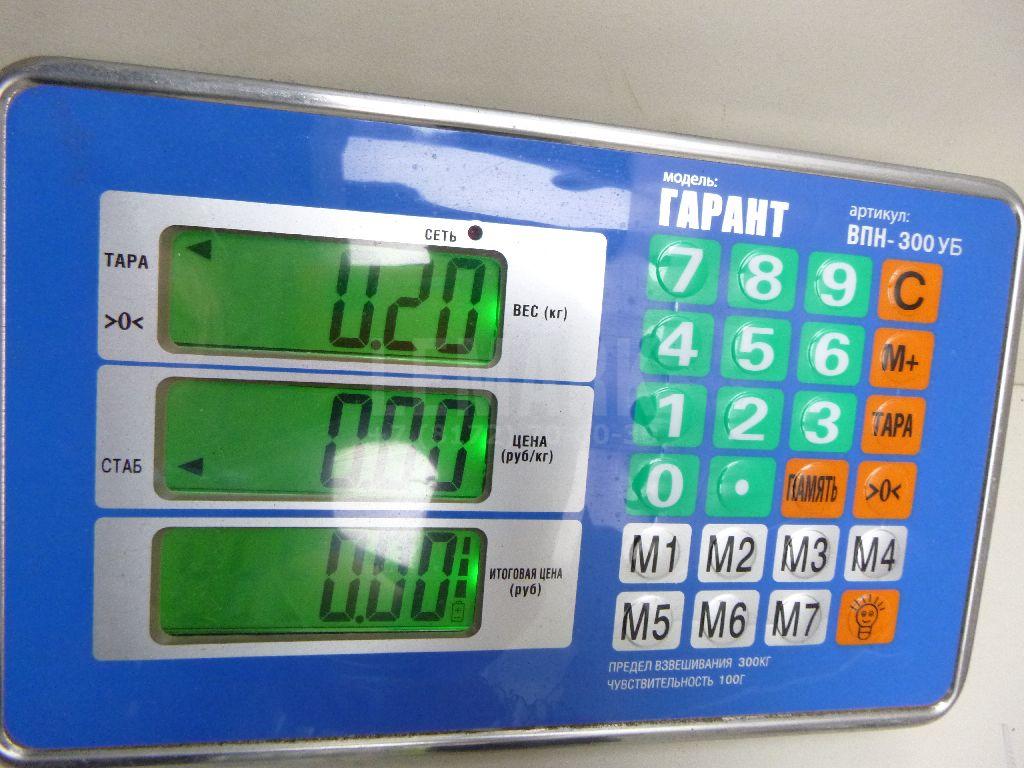 модель:
ГАРАНТ
артикул:
ВПН-300 УБ
СЕТЬ
ТАРА
>0<
0.20
ВЕС (кг)
СТАБ
0.00
ЦЕНА
(руб/кг)
0.00
ИТОГОВАЯ ЦЕНА
(руб)
7 8 9 C
4 5 6 M+
1 2 3 ТАРА
0 . ПАМЯТЬ >0<
M1 M2 M3 M4
M5 M6 M7
ПРЕДЕЛ ВЗВЕШИВАНИЯ 300КГ
ЧУВСТВИТЕЛЬНОСТЬ 100Г